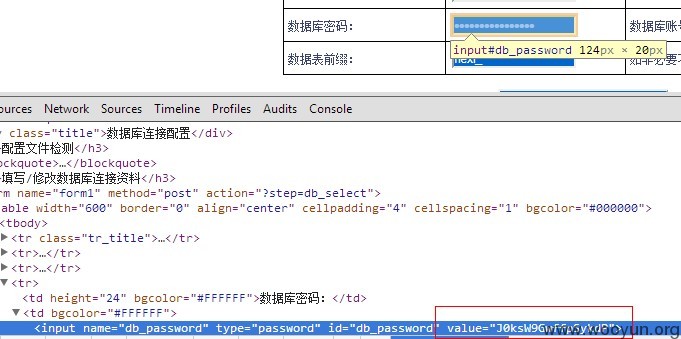 数据库密码：
数据库账号
input#db_password 124px × 20px
数据表前缀：
next_
如非必要
ources Network Sources Timeline Profiles Audits Console
class="title">数据库连接配置</div>
配置文件检测</h3>
ockquote>…</blockquote>
填写/修改数据库连接资料</h3>
rm name="form1" method="post" action="?step=db_select">
able width="600" border="0" align="center" cellpadding="4" cellspacing="1" bgcolor="#000000">
<tbody>
<tr class="tr_title">…</tr>
<tr>…</tr>
<tr>…</tr>
<tr>
<td height="24" bgcolor="#FFFFFF">数据库密码：</td>
<td bgcolor="#FFFFFF">
<input name="db_password" type="password" id="db_password" value=
www.wooyun.org